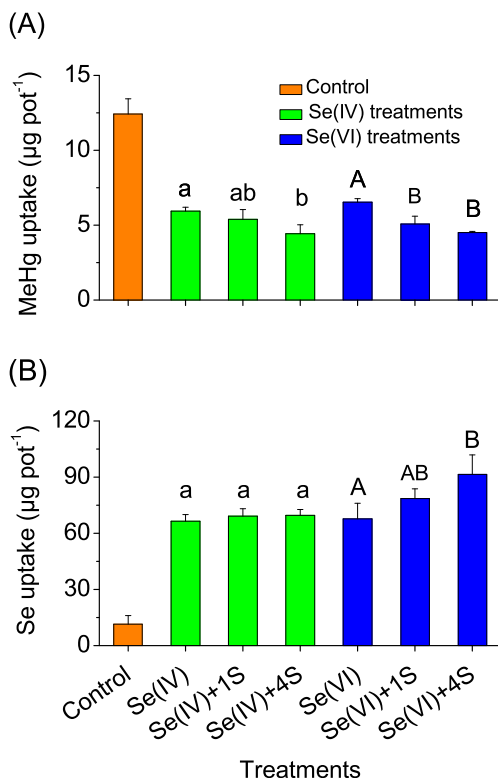 (A)
MeHg uptake (µg pot⁻¹)
15
10
5
0
Control
Se(IV) treatments
Se(VI) treatments
a
ab
b
A
B
B
(B)
Se uptake (µg pot⁻¹)
120
90
60
30
0
a
a
a
A
AB
B
Control
Se(IV)
Se(IV)+1S
Se(IV)+4S
Se(VI)
Se(VI)+1S
Se(VI)+4S
Treatments